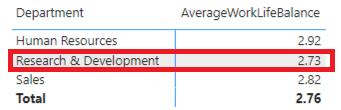 Department AverageWorkLifeBalance
Human Resources 2.92
Research & Development 2.73
Sales 2.82
Total 2.76